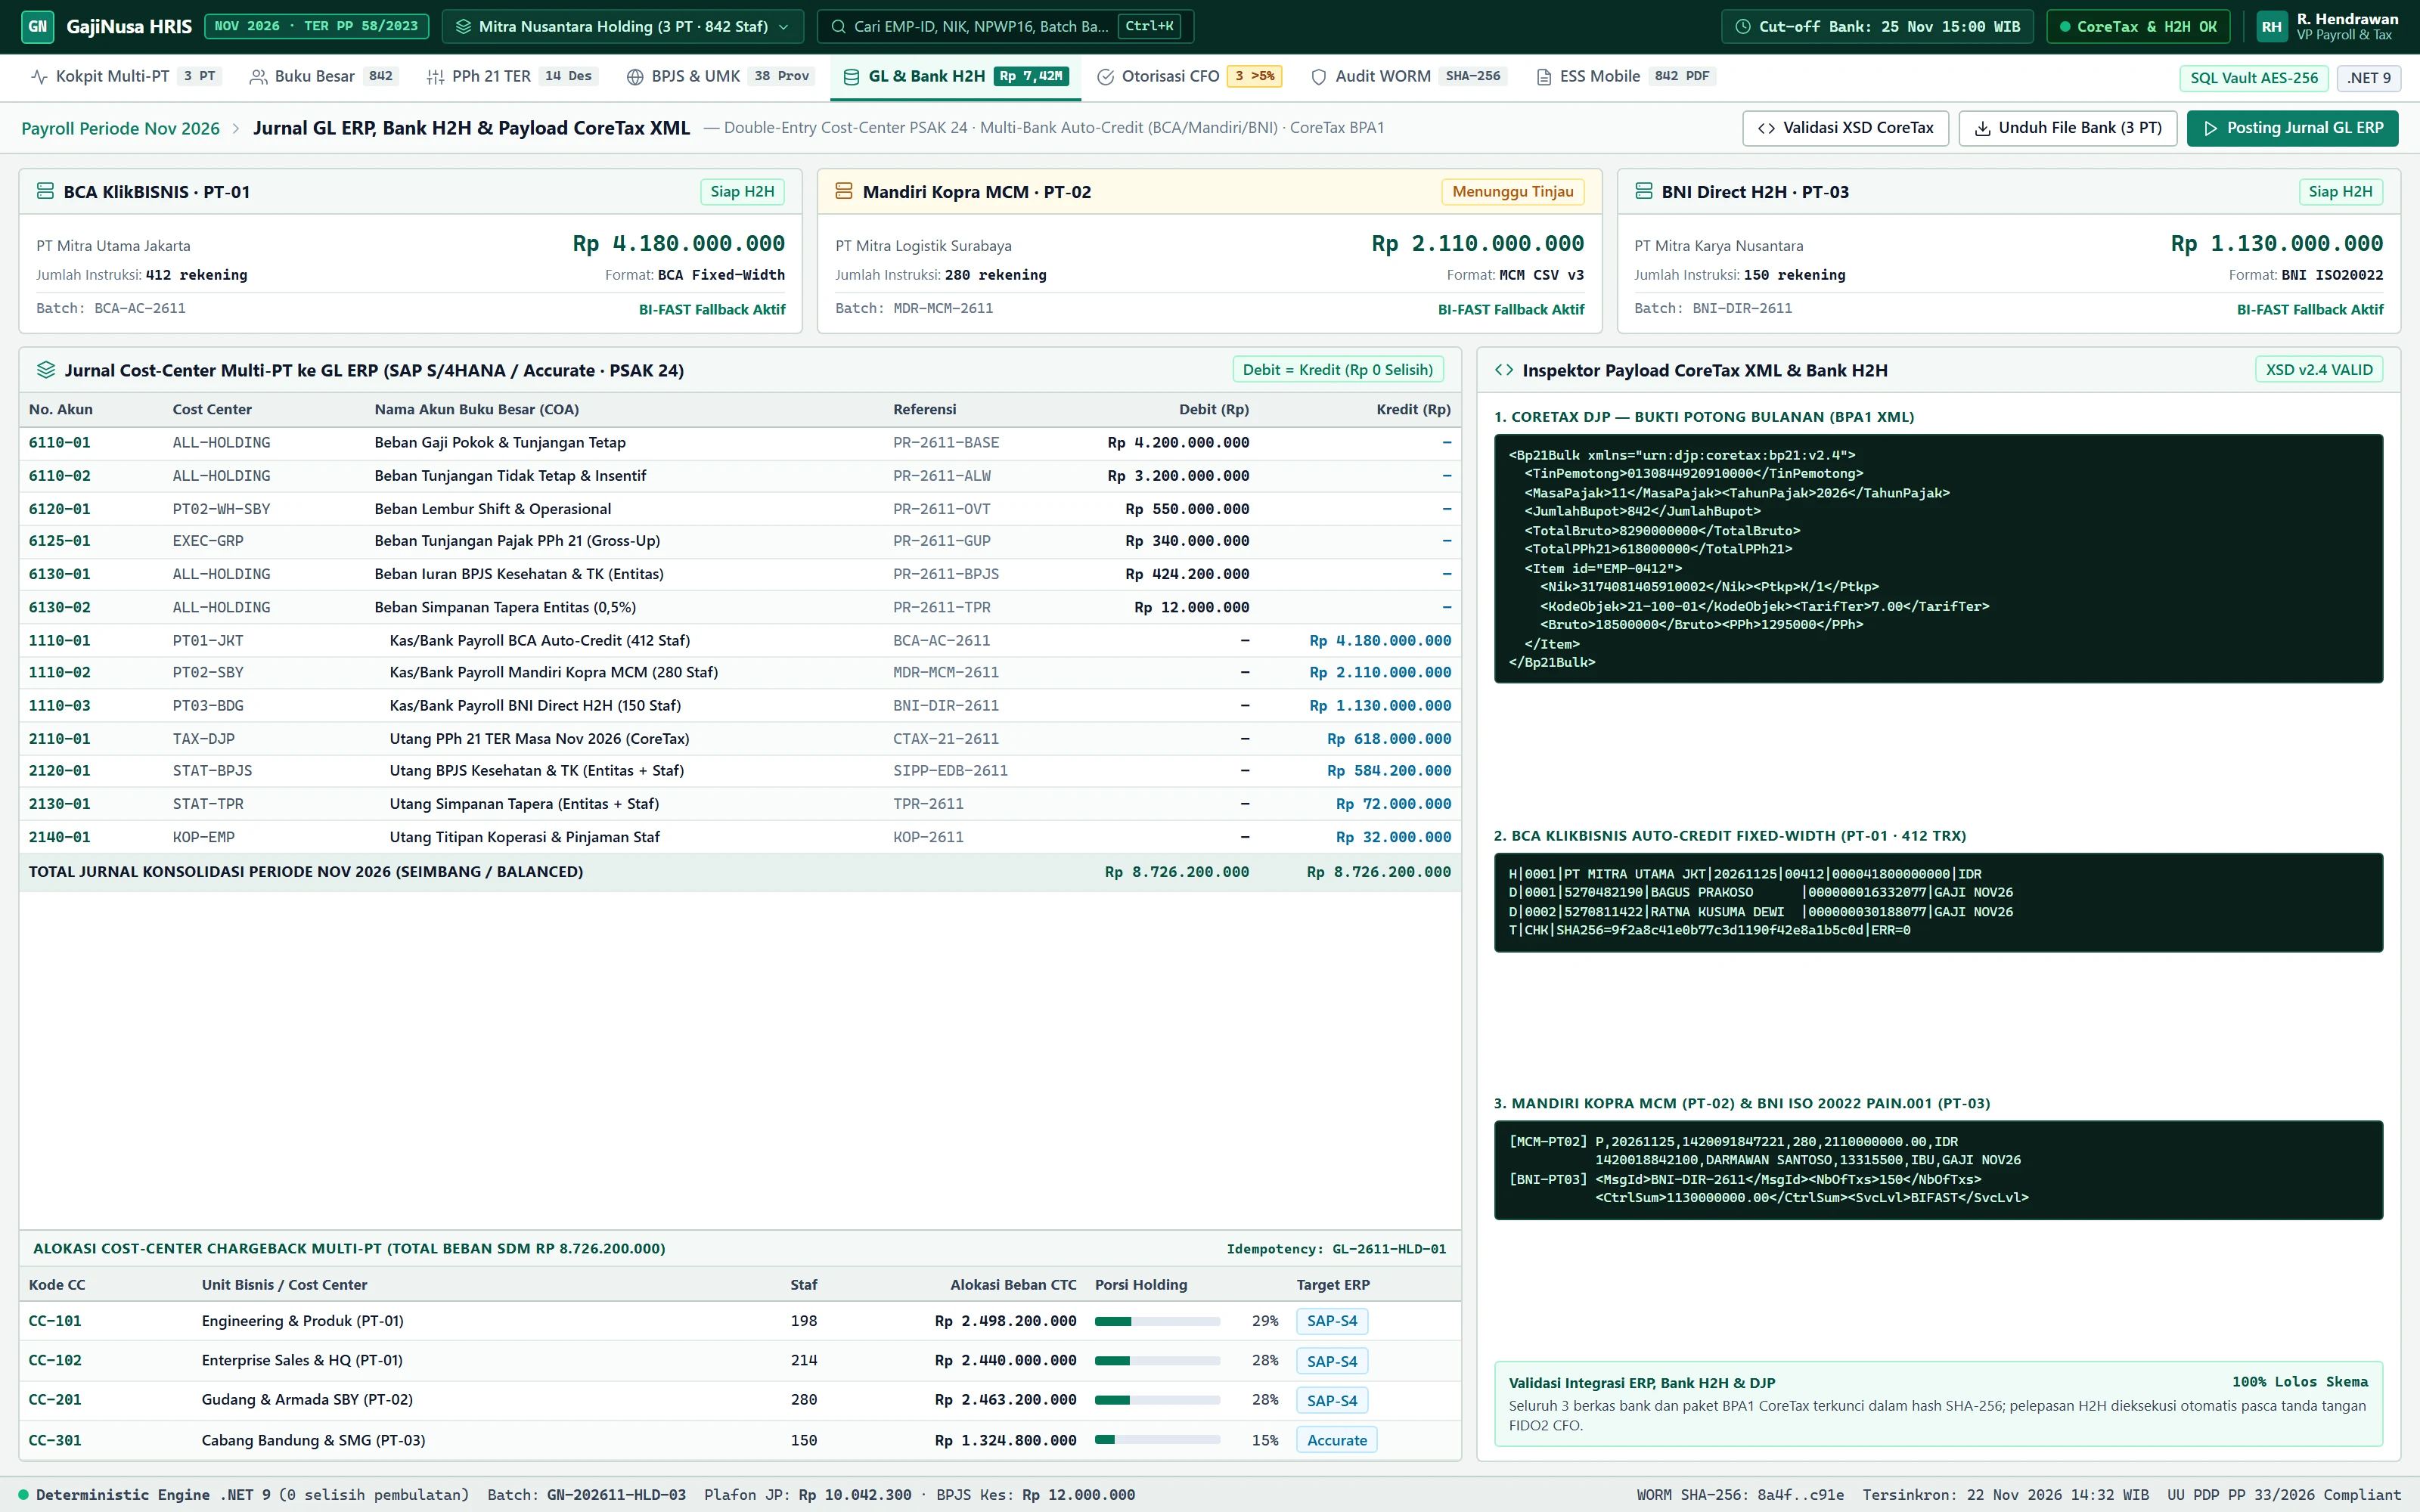 GN GajiNusa HRIS NOV 2026 · TER PP 58/2023 Mitra Nusantara Holding (3 PT · 842 Staf) Cari EMP-ID, NIK, NPWP16, Batch Ba... Ctrl+K Cut-off Bank: 25 Nov 15:00 WIB CoreTax & H2H OK RH R. Hendrawan
VP Payroll & Tax
Kokpit Multi-PT 3 PT Buku Besar 842 PPh 21 TER 14 Des BPJS & UMK 38 Prov GL & Bank H2H Rp 7,42M Otorisasi CFO 3 >5% Audit WORM SHA-256 ESS Mobile 842 PDF SQL Vault AES-256 .NET 9
Payroll Periode Nov 2026 > Jurnal GL ERP, Bank H2H & Payload CoreTax XML — Double-Entry Cost-Center PSAK 24 · Multi-Bank Auto-Credit (BCA/Mandiri/BNI) · CoreTax BPA1 Validasi XSD CoreTax Unduh File Bank (3 PT) Posting Jurnal GL ERP
BCA KlikBISNIS · PT-01 Siap H2H
PT Mitra Utama Jakarta Rp 4.180.000.000
Jumlah Instruksi: 412 rekening Format: BCA Fixed-Width
Batch: BCA-AC-2611 BI-FAST Fallback Aktif
Mandiri Kopra MCM · PT-02 Menunggu Tinjau
PT Mitra Logistik Surabaya Rp 2.110.000.000
Jumlah Instruksi: 280 rekening Format: MCM CSV v3
Batch: MDR-MCM-2611 BI-FAST Fallback Aktif
BNI Direct H2H · PT-03 Siap H2H
PT Mitra Karya Nusantara Rp 1.130.000.000
Jumlah Instruksi: 150 rekening Format: BNI ISO20022
Batch: BNI-DIR-2611 BI-FAST Fallback Aktif
Jurnal Cost-Center Multi-PT ke GL ERP (SAP S/4HANA / Accurate · PSAK 24) Debit = Kredit (Rp 0 Selisih)
No. Akun Cost Center Nama Akun Buku Besar (COA) Referensi Debit (Rp) Kredit (Rp)
6110-01 ALL-HOLDING Beban Gaji Pokok & Tunjangan Tetap PR-2611-BASE Rp 4.200.000.000 –
6110-02 ALL-HOLDING Beban Tunjangan Tidak Tetap & Insentif PR-2611-ALW Rp 3.200.000.000 –
6120-01 PT02-WH-SBY Beban Lembur Shift & Operasional PR-2611-OVT Rp 550.000.000 –
6125-01 EXEC-GRP Beban Tunjangan Pajak PPh 21 (Gross-Up) PR-2611-GUP Rp 340.000.000 –
6130-01 ALL-HOLDING Beban Iuran BPJS Kesehatan & TK (Entitas) PR-2611-BPJS Rp 424.200.000 –
6130-02 ALL-HOLDING Beban Simpanan Tapera Entitas (0,5%) PR-2611-TPR Rp 12.000.000 –
1110-01 PT01-JKT Kas/Bank Payroll BCA Auto-Credit (412 Staf) BCA-AC-2611 – Rp 4.180.000.000
1110-02 PT02-SBY Kas/Bank Payroll Mandiri Kopra MCM (280 Staf) MDR-MCM-2611 – Rp 2.110.000.000
1110-03 PT03-BDG Kas/Bank Payroll BNI Direct H2H (150 Staf) BNI-DIR-2611 – Rp 1.130.000.000
2110-01 TAX-DJP Utang PPh 21 TER Masa Nov 2026 (CoreTax) CTAX-21-2611 – Rp 618.000.000
2120-01 STAT-BPJS Utang BPJS Kesehatan & TK (Entitas + Staf) SIPP-EDB-2611 – Rp 584.200.000
2130-01 STAT-TPR Utang Simpanan Tapera (Entitas + Staf) TPR-2611 – Rp 72.000.000
2140-01 KOP-EMP Utang Titipan Koperasi & Pinjaman Staf KOP-2611 – Rp 32.000.000
TOTAL JURNAL KONSOLIDASI PERIODE NOV 2026 (SEIMBANG / BALANCED) Rp 8.726.200.000 Rp 8.726.200.000
ALOKASI COST-CENTER CHARGEBACK MULTI-PT (TOTAL BEBAN SDM RP 8.726.200.000) Idempotency: GL-2611-HLD-01
Kode CC Unit Bisnis / Cost Center Staf Alokasi Beban CTC Porsi Holding Target ERP
CC-101 Engineering & Produk (PT-01) 198 Rp 2.498.200.000 29% SAP-S4
CC-102 Enterprise Sales & HQ (PT-01) 214 Rp 2.440.000.000 28% SAP-S4
CC-201 Gudang & Armada SBY (PT-02) 280 Rp 2.463.200.000 28% SAP-S4
CC-301 Cabang Bandung & SMG (PT-03) 150 Rp 1.324.800.000 15% Accurate
Inspektor Payload CoreTax XML & Bank H2H XSD v2.4 VALID
1. CORETAX DJP — BUKTI POTONG BULANAN (BPA1 XML)
<Bp21Bulk xmlns="urn:djp:coretax:bp21:v2.4">
<TinPemotong>0130844920910000</TinPemotong>
<MasaPajak>11</MasaPajak><TahunPajak>2026</TahunPajak>
<JumlahBupot>842</JumlahBupot>
<TotalBruto>8290000000</TotalBruto>
<TotalPPh21>618000000</TotalPPh21>
<Item id="EMP-0412">
<Nik>3174081405910002</Nik><Ptkp>K/1</Ptkp>
<KodeObjek>21-100-01</KodeObjek><TarifTer>7.00</TarifTer>
<Bruto>18500000</Bruto><PPh>1295000</PPh>
</Item>
</Bp21Bulk>
2. BCA KLIKBISNIS AUTO-CREDIT FIXED-WIDTH (PT-01 · 412 TRX)
H|0001|PT MITRA UTAMA JKT|20261125|00412|000041800000000|IDR
D|0001|5270482190|BAGUS PRAKOSO |000000016332077|GAJI NOV26
D|0002|5270811422|RATNA KUSUMA DEWI |000000030188077|GAJI NOV26
T|CHK|SHA256=9f2a8c41e0b77c3d1190f42e8a1b5c0d|ERR=0
3. MANDIRI KOPRA MCM (PT-02) & BNI ISO 20022 PAIN.001 (PT-03)
[MCM-PT02] P,20261125,1420091847221,280,2110000000.00,IDR
1420018842100,DARMAWAN SANTOSO,13315500,IBU,GAJI NOV26
[BNI-PT03] <MsgId>BNI-DIR-2611</MsgId><NbOfTxs>150</NbOfTxs>
<CtrlSum>1130000000.00</CtrlSum><SvcLvl>BIFAST</SvcLvl>
Validasi Integrasi ERP, Bank H2H & DJP 100% Lolos Skema
Seluruh 3 berkas bank dan paket BPA1 CoreTax terkunci dalam hash SHA-256; pelepasan H2H dieksekusi otomatis pasca tanda tangan
FIDO2 CFO.
Deterministic Engine .NET 9 (0 selisih pembulatan) Batch: GN-202611-HLD-03 Plafon JP: Rp 10.042.300 · BPJS Kes: Rp 12.000.000 WORM SHA-256: 8a4f..c91e Tersinkron: 22 Nov 2026 14:32 WIB UU PDP PP 33/2026 Compliant